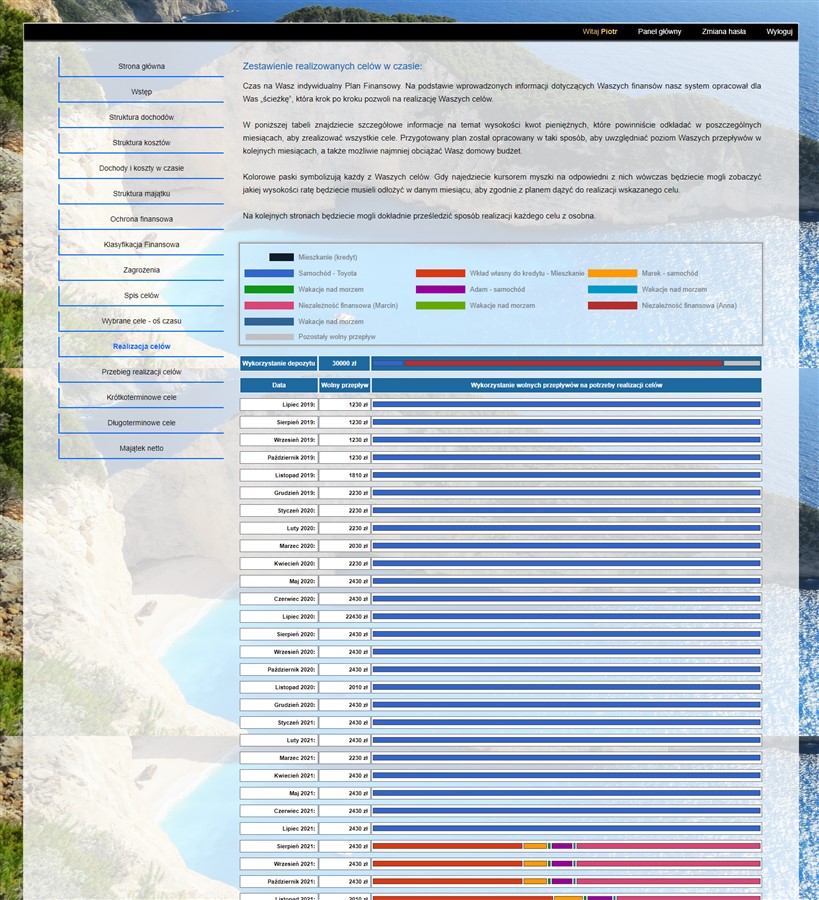 Witaj Piotr Panel główny Zmiana hasła Wyloguj
Strona główna
Wstęp
Struktura dochodów
Struktura kosztów
Dochody i koszty w czasie
Struktura majątku
Ochrona finansowa
Klasyfikacja Finansowa
Zagrożenia
Spis celów
Wybrane cele - oś czasu
Realizacja celów
Przebieg realizacji celów
Krótkoterminowe cele
Długoterminowe cele
Majątek netto
Zestawienie realizowanych celów w czasie:
Czas na Wasz indywidualny Plan Finansowy. Na podstawie wprowadzonych informacji dotyczących Waszych finansów nasz system opracował dla
Was „ścieżkę", która krok po kroku pozwoli na realizację Waszych celów.
W poniższej tabeli znajdziecie szczegółowe informacje na temat wysokości kwot pieniężnych, które powinniście odkładać w poszczególnych
miesiącach, aby zrealizować wszystkie cele. Przygotowany plan został opracowany w taki sposób, aby uwzględniać poziom Waszych przepływów w
kolejnych miesiącach, a także możliwie najmniej obciążać Wasz domowy budżet.
Kolorowe paski symbolizują każdy z Waszych celów. Gdy najedziecie kursorem myszki na odpowiedni z nich wówczas będziecie mogli zobaczyć
jakiej wysokości ratę będziecie musieli odłożyć w danym miesiącu, aby zgodnie z planem dążyć do realizacji wskazanego celu.
Na kolejnych stronach będziecie mogli dokładnie prześledzić sposób realizacji każdego celu z osobna.
Mieszkanie (kredyt)
Samochód - Toyota Wkład własny do kredytu - Mieszkanie Marek - samochód
Wakacje nad morzem Adam - samochód Wakacje nad morzem
Niezależność finansowa (Marcin) Wakacje nad morzem Niezależność finansowa (Anna)
Wakacje nad morzem
Pozostały wolny przepływ
Wykorzystanie depozytu 30000 zł
Data Wolny przepływ Wykorzystanie wolnych przepływów na potrzeby realizacji celów
Lipiec 2019: 1230 zł
Sierpień 2019: 1230 zł
Wrzesień 2019: 1230 zł
Październik 2019: 1230 zł
Listopad 2019: 1810 zł
Grudzień 2019: 2230 zł
Styczeń 2020: 2230 zł
Luty 2020: 2230 zł
Marzec 2020: 2030 zł
Kwiecień 2020: 2230 zł
Maj 2020: 2430 zł
Czerwiec 2020: 2430 zł
Lipiec 2020: 22430 zł
Sierpień 2020: 2430 zł
Wrzesień 2020: 2430 zł
Październik 2020: 2430 zł
Listopad 2020: 2010 zł
Grudzień 2020: 2430 zł
Styczeń 2021: 2430 zł
Luty 2021: 2430 zł
Marzec 2021: 2230 zł
Kwiecień 2021: 2430 zł
Maj 2021: 2430 zł
Czerwiec 2021: 2430 zł
Lipiec 2021: 2430 zł
Sierpień 2021: 2430 zł
Wrzesień 2021: 2430 zł
Październik 2021: 2430 zł
Listopad 2021: 2010 zł